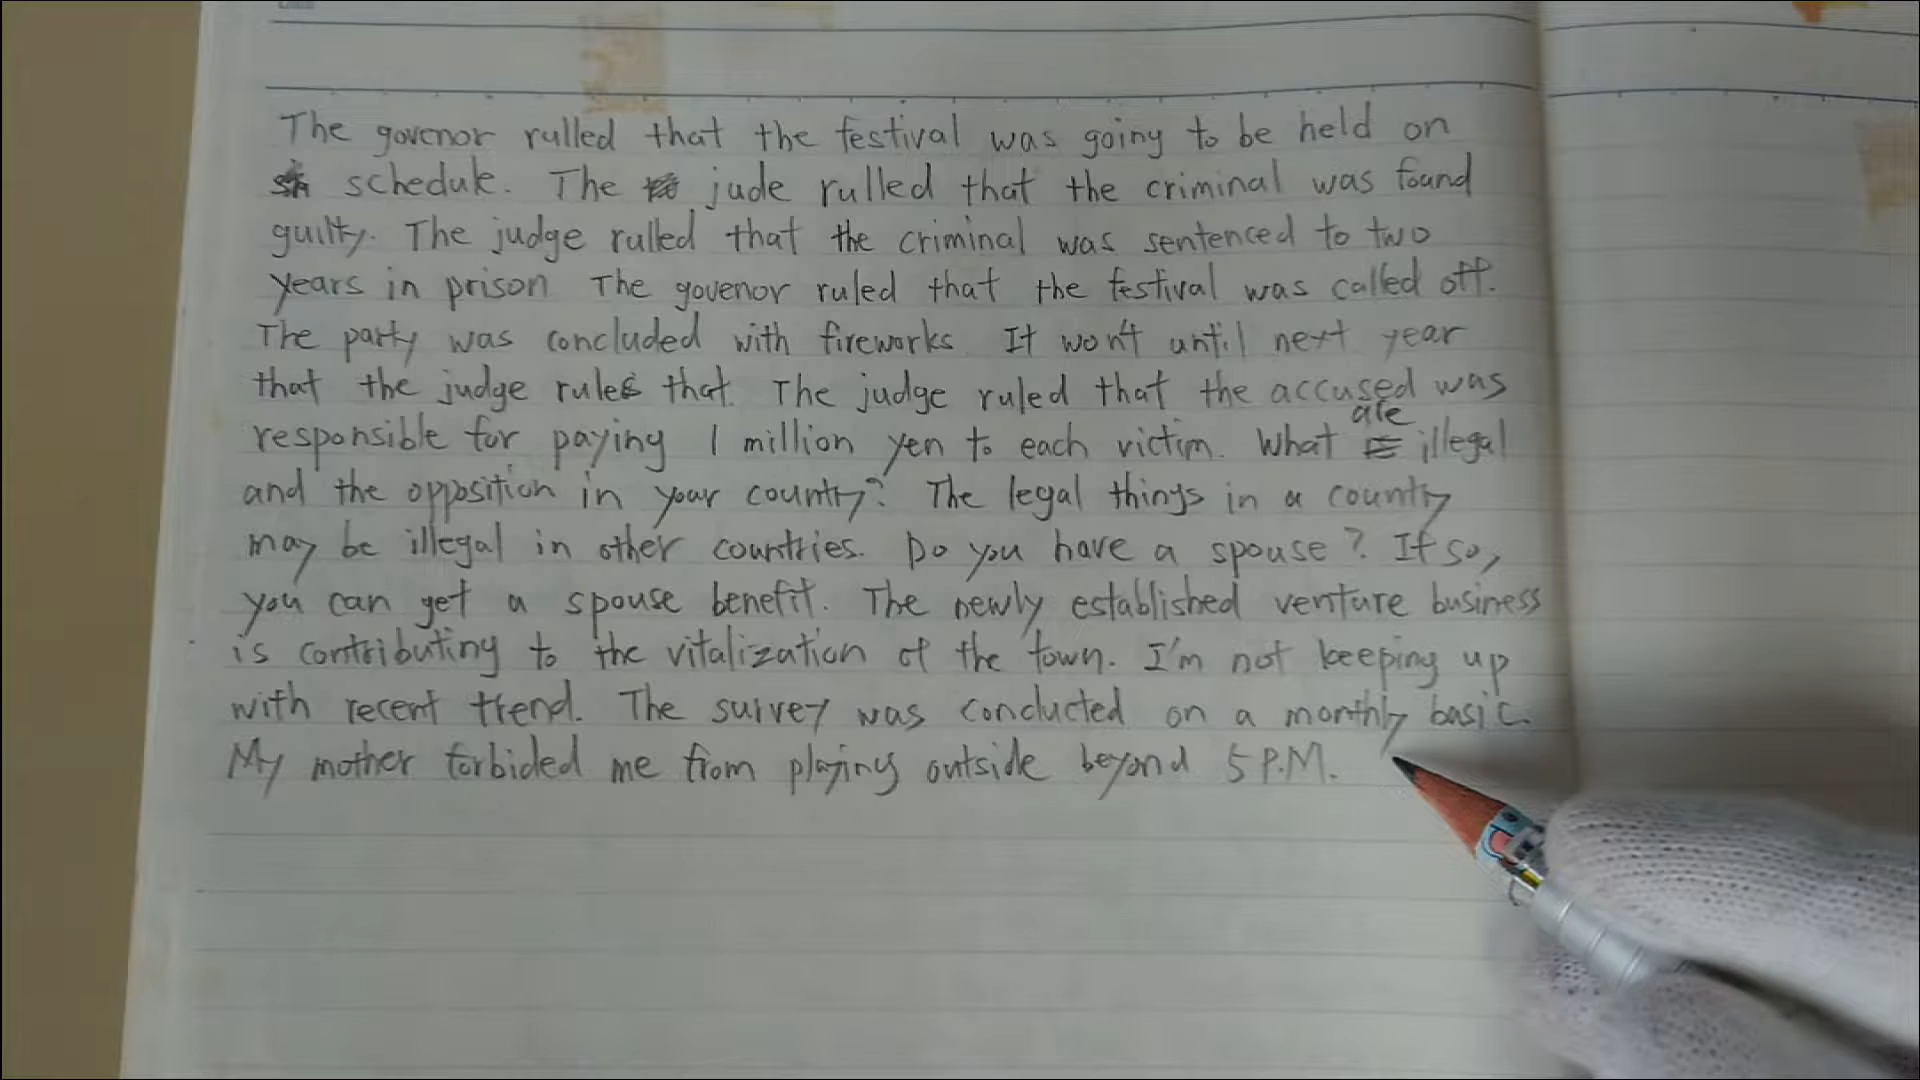 The govenor rulled that the festival was going to be held on
schedule. The jude rulled that the criminal was found
guilty. The judge rulled that the criminal was sentenced to two
years in prison The govenor ruled that the festival was called off.
The party was concluded with fireworks. It won't until next year
that the judge rules that. The judge ruled that the accused was
responsible for paying 1 million yen to each victim. What are illegal
and the opposition in your country? The legal things in a country
may be illegal in other countries. Do you have a spouse? If so,
you can get a spouse benefit. The newly established venture business
is contributing to the vitalization of the town. I'm not keeping up
with recent trend. The survey was conducted on a monthly basic.
My mother forbided me from playing outside beyond 5 P.M.